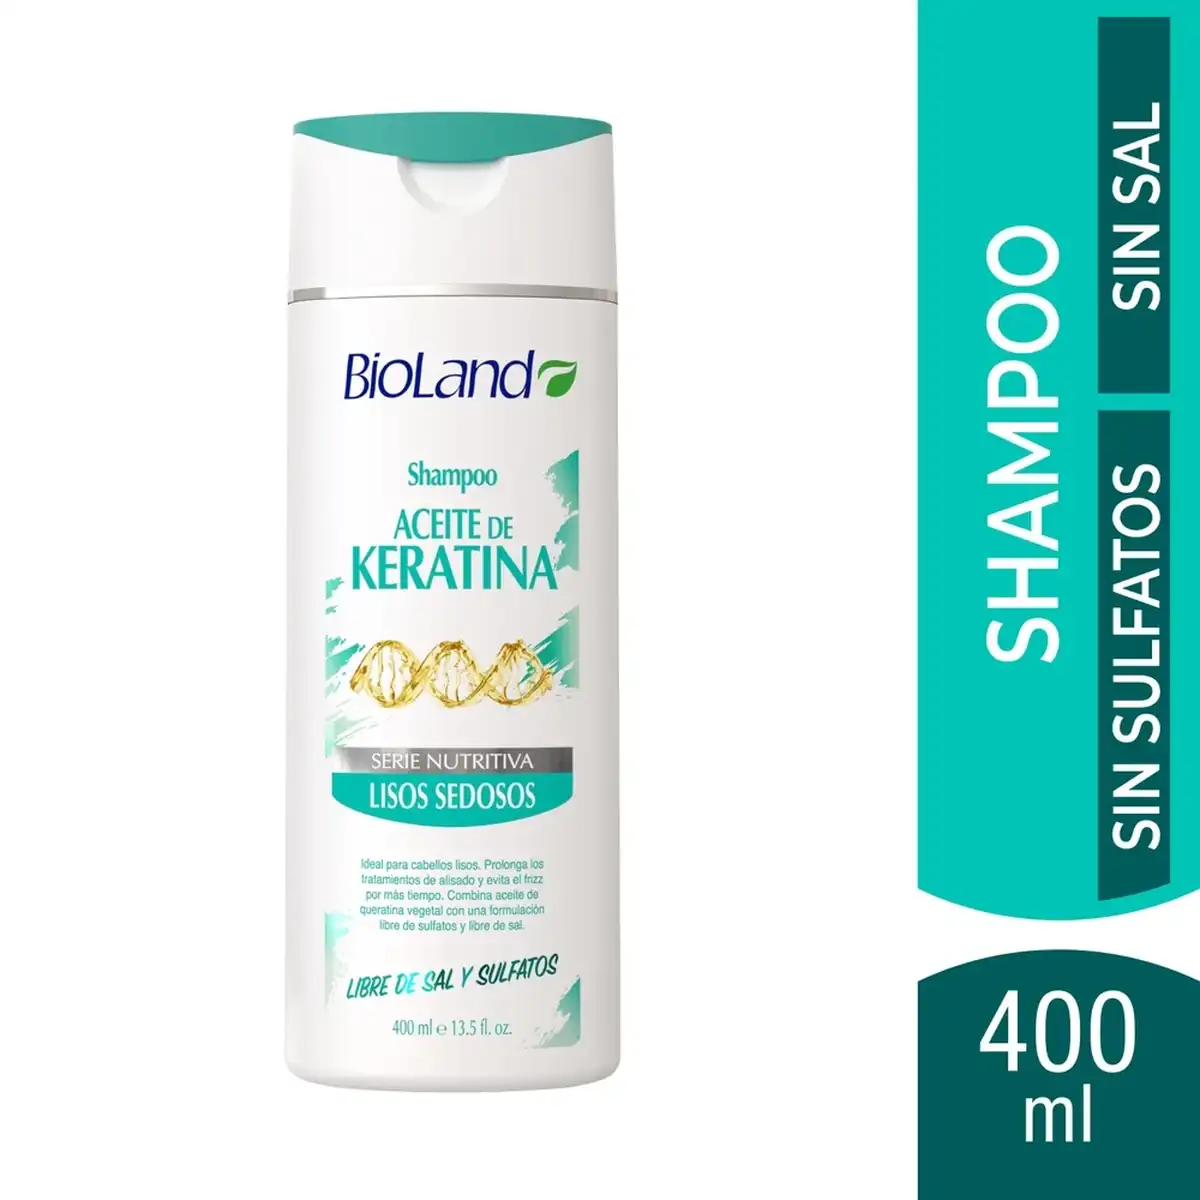 BioLand
Shampoo
ACEITE DE
KERATINA
SERIE NUTRITIVA
LISOS SEDOSOS
Ideal para cabellos lisos. Prolonga los
tratamientos de alisado y evita el frizz
por más tiempo. Combina aceite de
queratina vegetal con una formulación
libre de sulfatos y libre de sal.
LIBRE DE SAL Y SULFATOS
400 ml e 13.5 fl. oz.
SHAMPOO
SIN SULFATOS
SIN SAL
400
ml